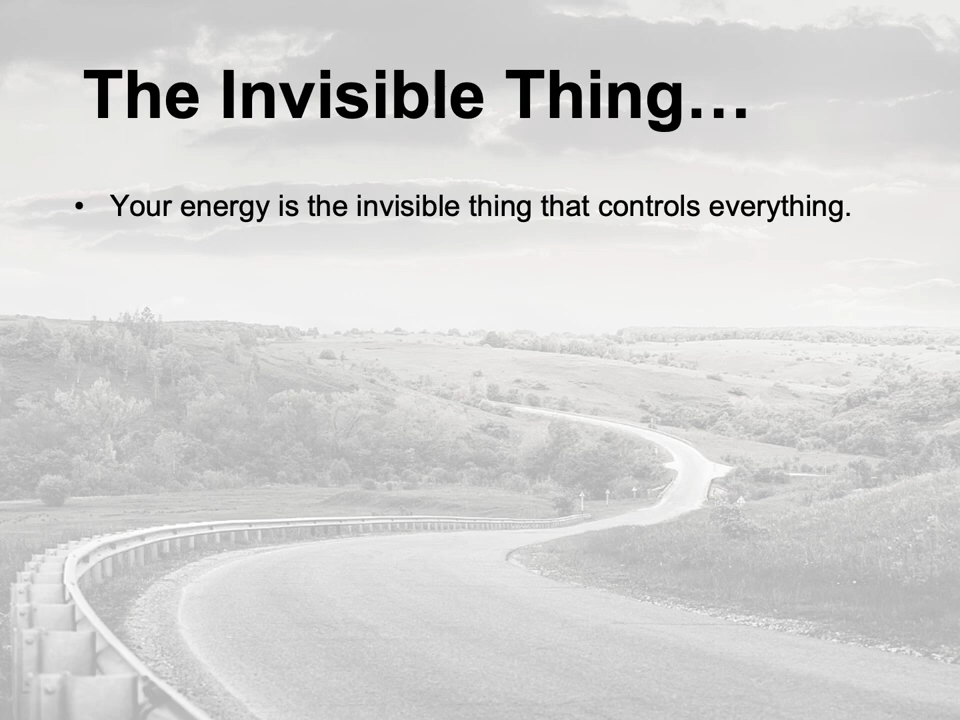 The Invisible Thing…
• Your energy is the invisible thing that controls everything.